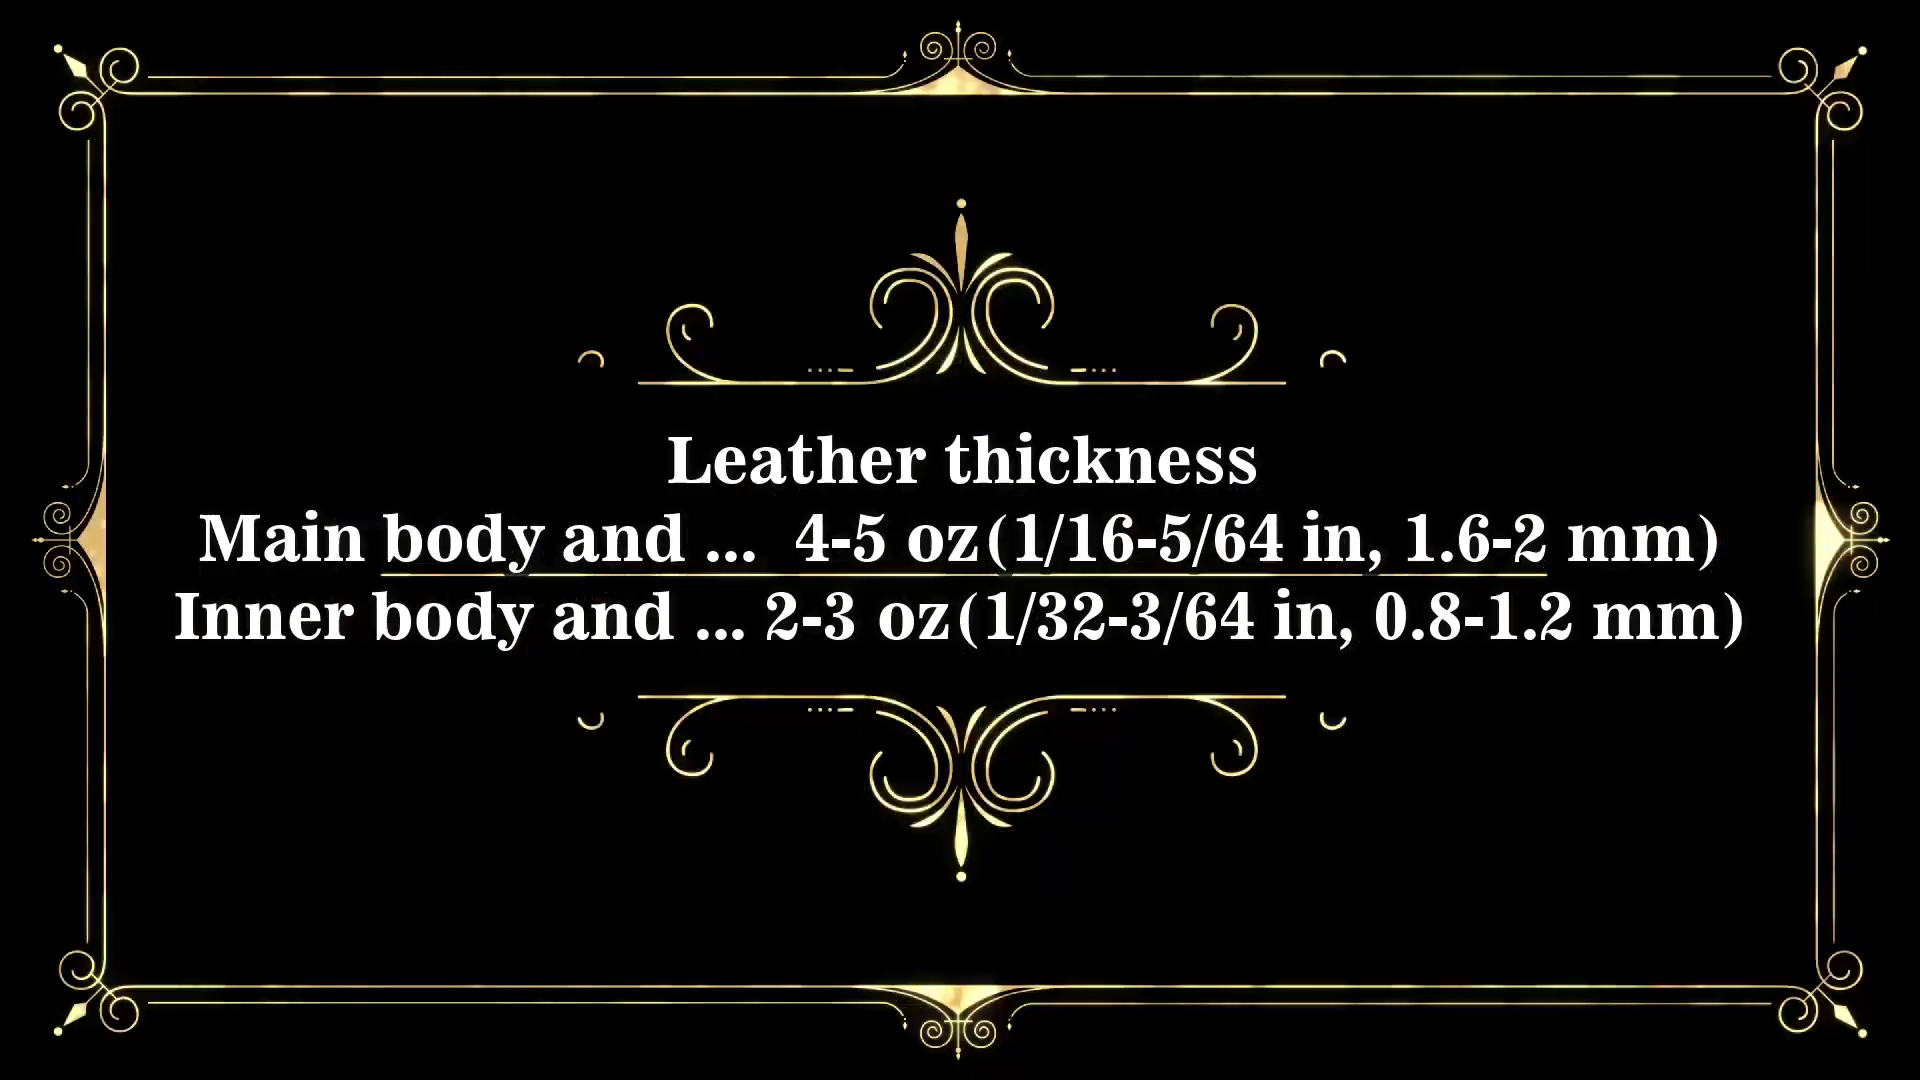 Leather thickness
Main body and ... 4-5 oz(1/16-5/64 in, 1.6-2 mm)
Inner body and ... 2-3 oz(1/32-3/64 in, 0.8-1.2 mm)